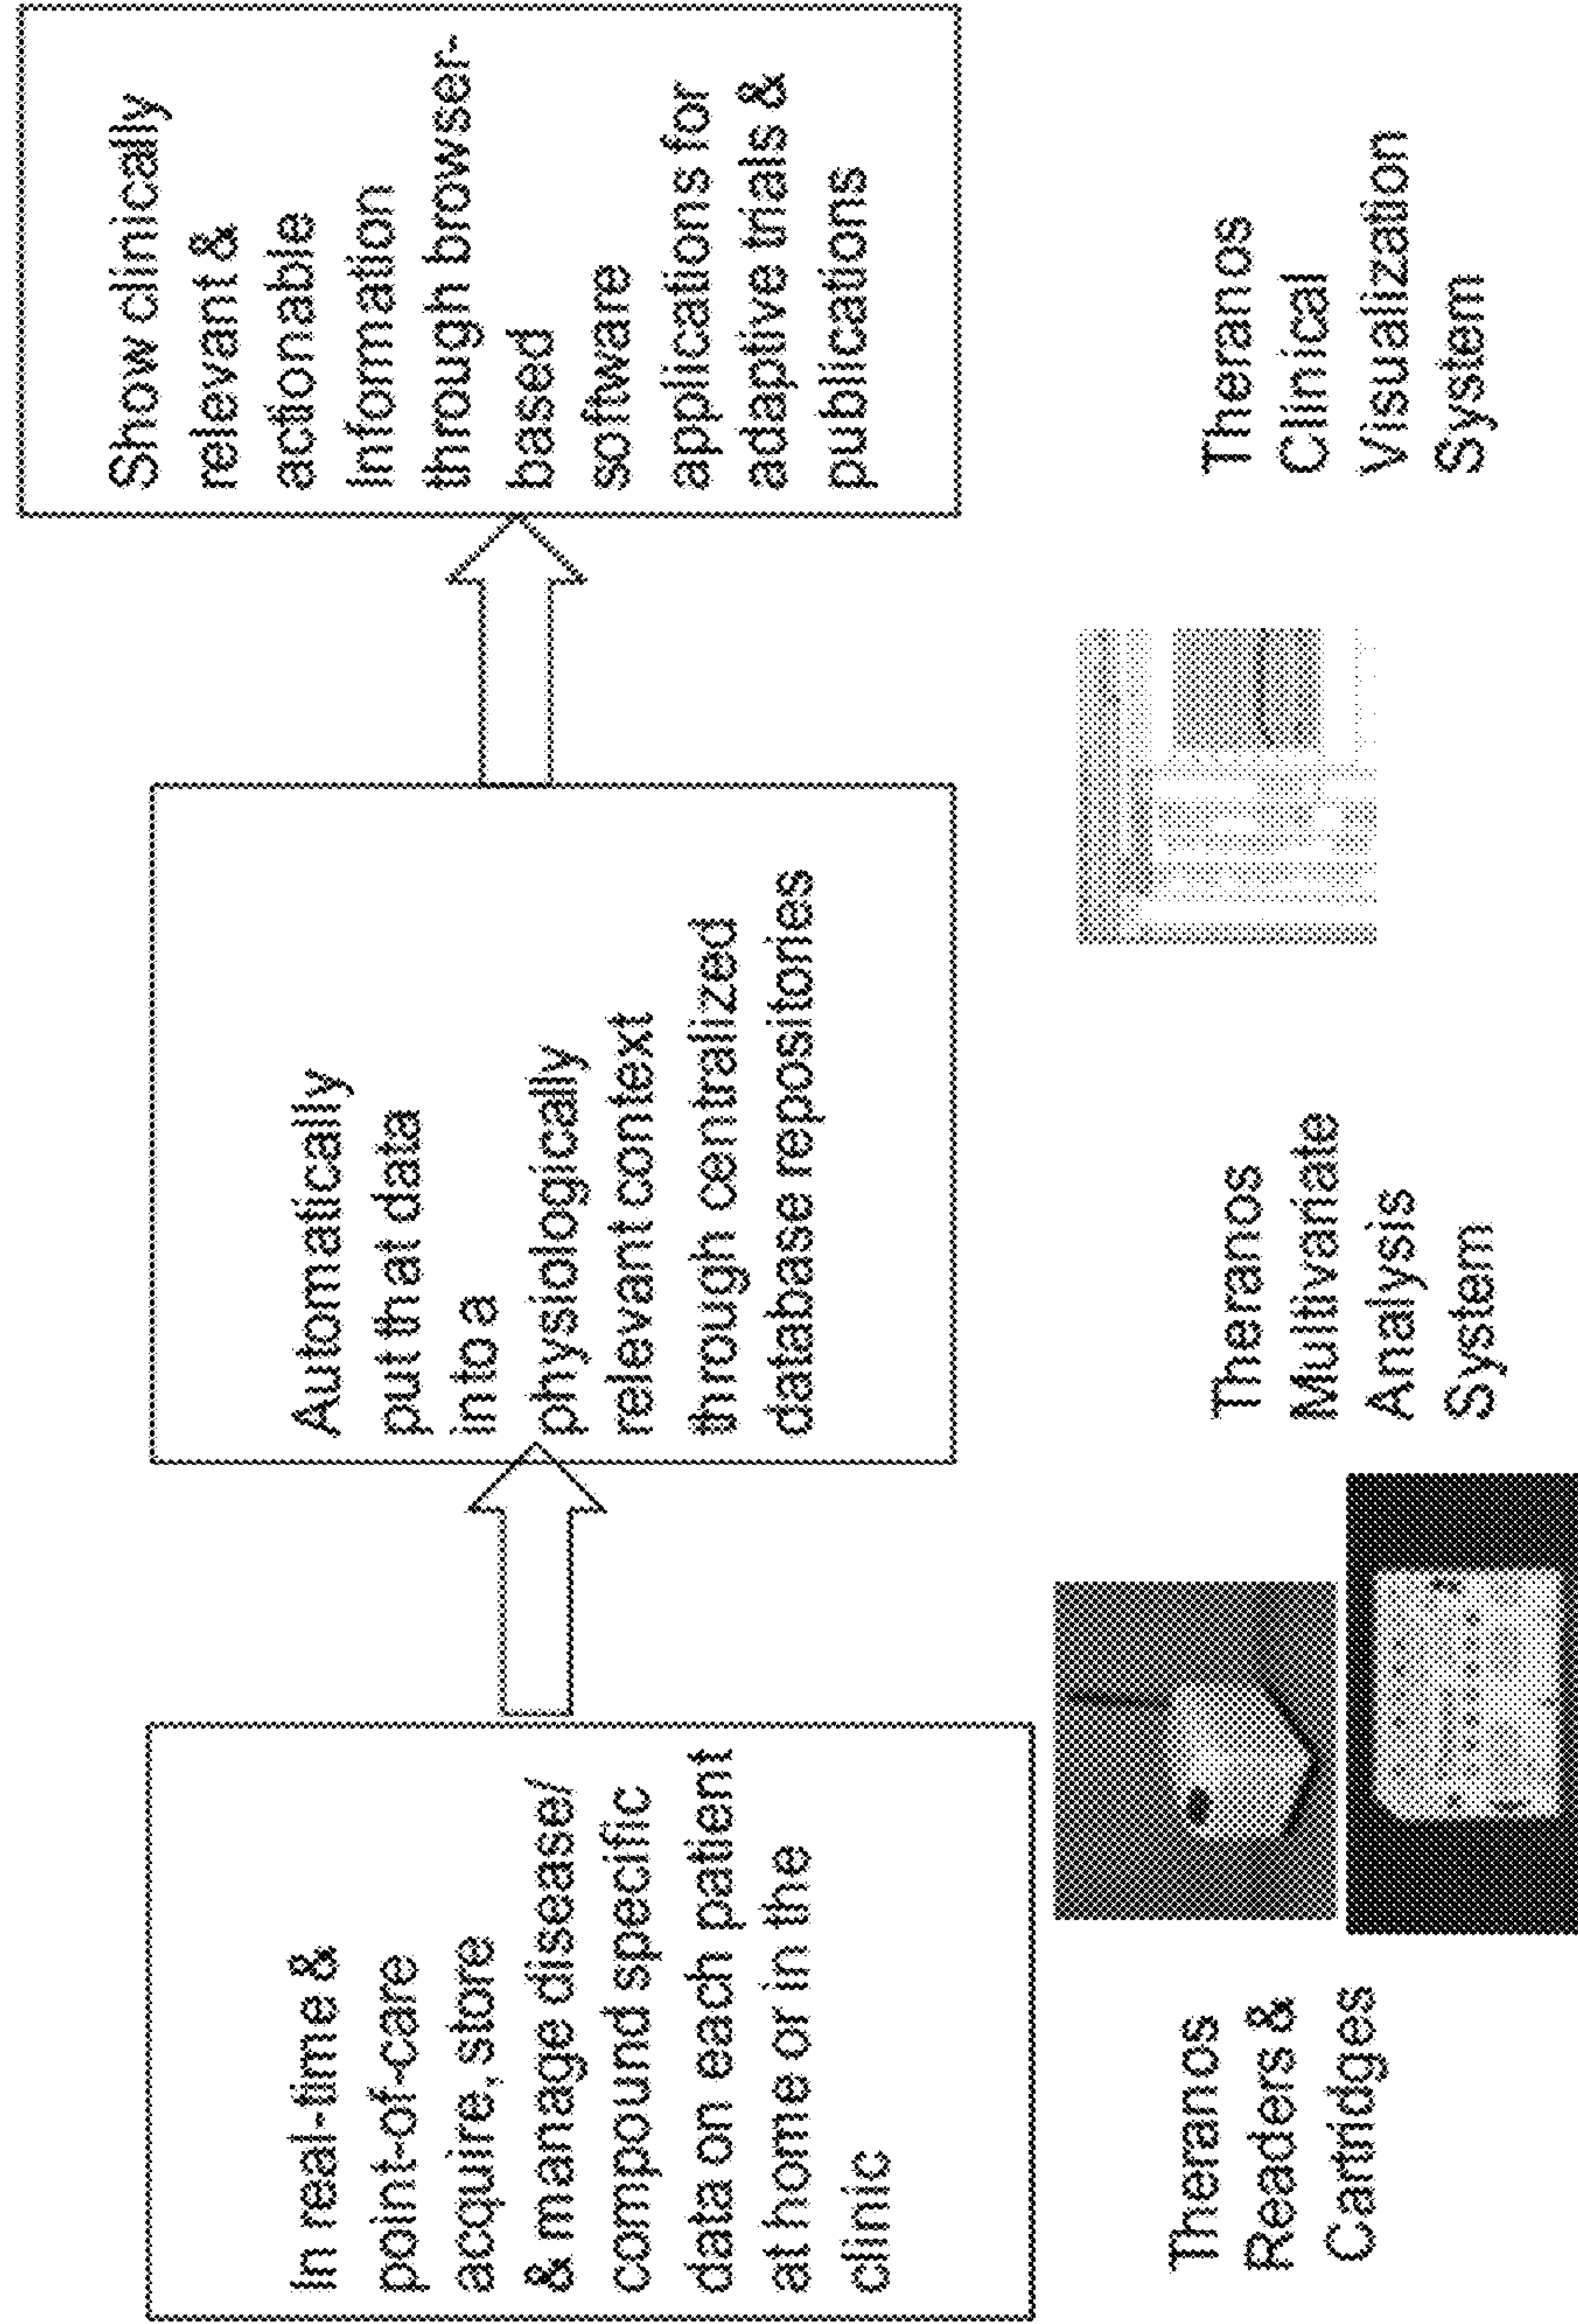 In real-time &
point-of-care
acquire, store
& manage disease/
compound specific
data on each patient
at home or in the
clinic
Automatically
put that data
into a
physiologically
relevant context
through centralized
database repositories
Show clinically
relevant &
actionable
Information
through browser-
based
software
applications for
adaptive trials &
publications
Theranos
Readers &
Cartridges
Theranos
Multivariate
Analysis
System
Theranos
Clinical
Visualization
System